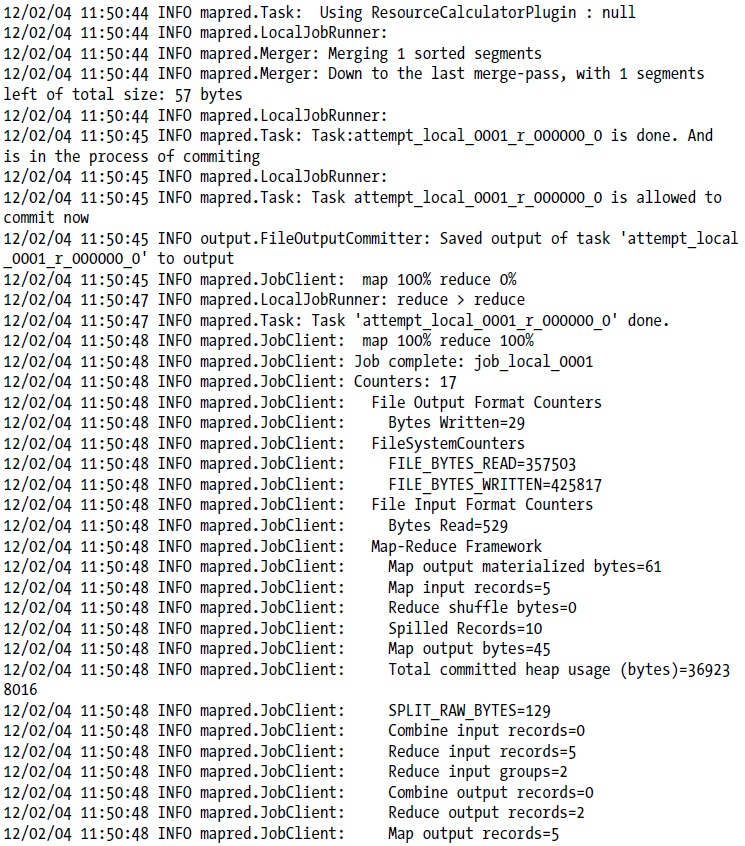 12/02/04 11:50:44 INFO mapred.Task:  Using ResourceCalculatorPlugin : null
12/02/04 11:50:44 INFO mapred.LocalJobRunner:
12/02/04 11:50:44 INFO mapred.Merger: Merging 1 sorted segments
12/02/04 11:50:44 INFO mapred.Merger: Down to the last merge-pass, with 1 segments
left of total size: 57 bytes
12/02/04 11:50:44 INFO mapred.LocalJobRunner:
12/02/04 11:50:45 INFO mapred.Task: Task:attempt_local_0001_r_000000_0 is done. And
is in the process of commiting
12/02/04 11:50:45 INFO mapred.LocalJobRunner:
12/02/04 11:50:45 INFO mapred.Task: Task attempt_local_0001_r_000000_0 is allowed to
commit now
12/02/04 11:50:45 INFO output.FileOutputCommitter: Saved output of task 'attempt_local
_0001_r_000000_0' to output
12/02/04 11:50:45 INFO mapred.JobClient:  map 100% reduce 0%
12/02/04 11:50:47 INFO mapred.LocalJobRunner: reduce > reduce
12/02/04 11:50:47 INFO mapred.Task: Task 'attempt_local_0001_r_000000_0' done.
12/02/04 11:50:48 INFO mapred.JobClient:  map 100% reduce 100%
12/02/04 11:50:48 INFO mapred.JobClient: Job complete: job_local_0001
12/02/04 11:50:48 INFO mapred.JobClient: Counters: 17
12/02/04 11:50:48 INFO mapred.JobClient:   File Output Format Counters
12/02/04 11:50:48 INFO mapred.JobClient:     Bytes Written=29
12/02/04 11:50:48 INFO mapred.JobClient:   FileSystemCounters
12/02/04 11:50:48 INFO mapred.JobClient:     FILE_BYTES_READ=357503
12/02/04 11:50:48 INFO mapred.JobClient:     FILE_BYTES_WRITTEN=425817
12/02/04 11:50:48 INFO mapred.JobClient:   File Input Format Counters
12/02/04 11:50:48 INFO mapred.JobClient:     Bytes Read=529
12/02/04 11:50:48 INFO mapred.JobClient:   Map-Reduce Framework
12/02/04 11:50:48 INFO mapred.JobClient:     Map output materialized bytes=61
12/02/04 11:50:48 INFO mapred.JobClient:     Map input records=5
12/02/04 11:50:48 INFO mapred.JobClient:     Reduce shuffle bytes=0
12/02/04 11:50:48 INFO mapred.JobClient:     Spilled Records=10
12/02/04 11:50:48 INFO mapred.JobClient:     Map output bytes=45
12/02/04 11:50:48 INFO mapred.JobClient:     Total committed heap usage (bytes)=36923
8016
12/02/04 11:50:48 INFO mapred.JobClient:     SPLIT_RAW_BYTES=129
12/02/04 11:50:48 INFO mapred.JobClient:     Combine input records=0
12/02/04 11:50:48 INFO mapred.JobClient:     Reduce input records=5
12/02/04 11:50:48 INFO mapred.JobClient:     Reduce input groups=2
12/02/04 11:50:48 INFO mapred.JobClient:     Combine output records=0
12/02/04 11:50:48 INFO mapred.JobClient:     Reduce output records=2
12/02/04 11:50:48 INFO mapred.JobClient:     Map output records=5